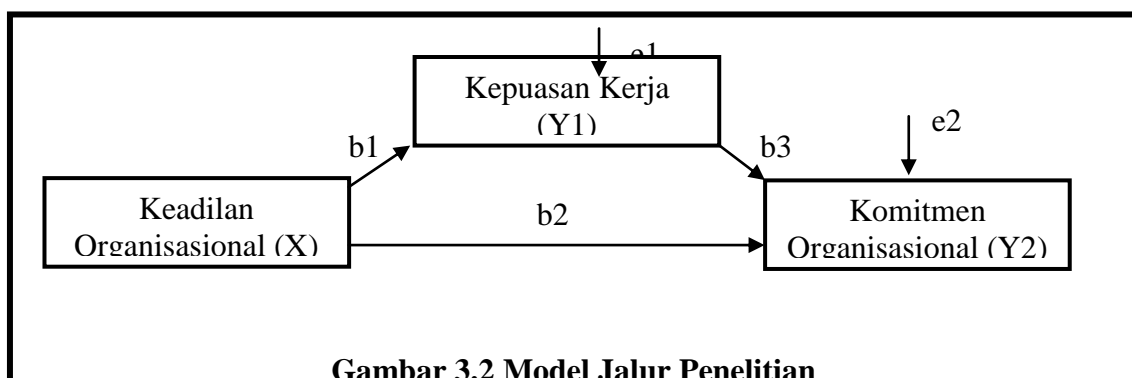 e1
Kepuasan Kerja
(Y1)
e2
b1
b3
Keadilan
Organisasional (X)
b2
Komitmen
Organisasional (Y2)
Gambar 3.2 Model Jalur Penelitian